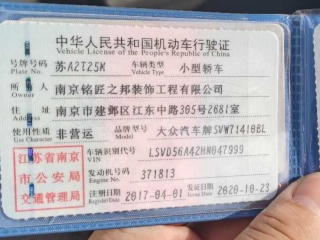 中华人民共和国机动车行驶证
Vehicle License of the People's Republic of China
号牌号码 苏A2T25K 车辆类型 小型轿车
Plate No. Vehicle Type
所有人 南京铭匠之邦装饰工程有限公司
Owner
住址 南京市建邺区江东中路305号2681室
Address
使用性质 非营运 品牌型号 大众汽车牌SVW71410BL
Use Character Model
江苏省南京
市公安局
交通管理局
车辆识别代号 LSVD56A42HN047999
VIN
发动机号码 371813
Engine No.
注册日期 2017-04-01 发证日期 2020-10-23
Register Date Issue Date